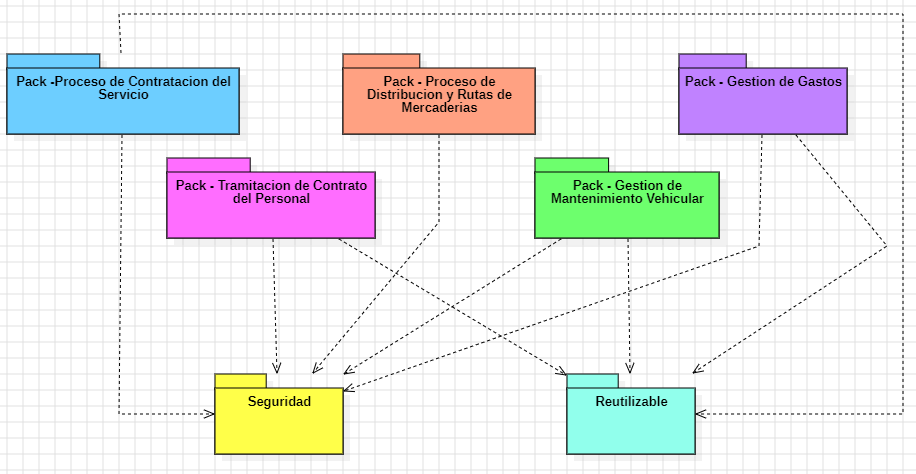 Pack -Proceso de Contratacion del
Servicio
Pack - Proceso de
Distribucion y Rutas de
Mercaderias
Pack - Gestion de Gastos
Pack - Tramitacion de Contrato
del Personal
Pack - Gestion de
Mantenimiento Vehicular
Seguridad
Reutilizable